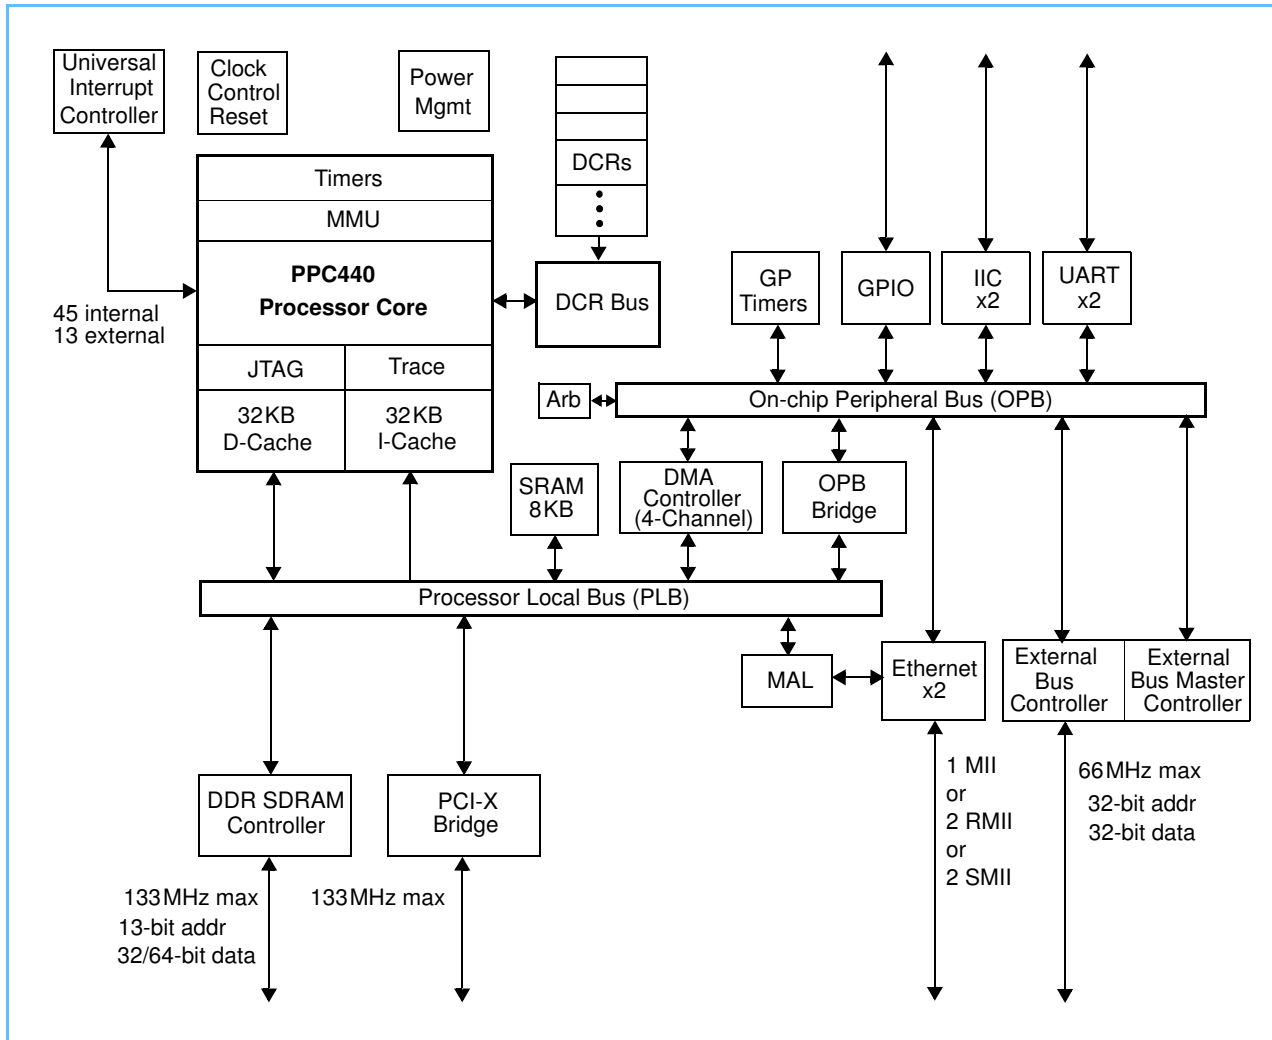 Universal
Interrupt
Controller
Clock
Control
Reset
Power
Mgmt
DCRs
Timers
MMU
PPC440
Processor Core
DCR Bus
GP
Timers
GPIO
IIC
x2
UART
x2
45 internal
13 external
JTAG
Trace
32KB
D-Cache
32KB
I-Cache
Arb
On-chip Peripheral Bus (OPB)
SRAM
8KB
DMA
Controller
(4-Channel)
OPB
Bridge
Processor Local Bus (PLB)
MAL
Ethernet
x2
External
Bus
Controller
External
Bus Master
Controller
DDR SDRAM
Controller
PCI-X
Bridge
1 MII
or
2 RMII
or
2 SMII
66MHz max
32-bit addr
32-bit data
133MHz max
13-bit addr
32/64-bit data
133MHz max